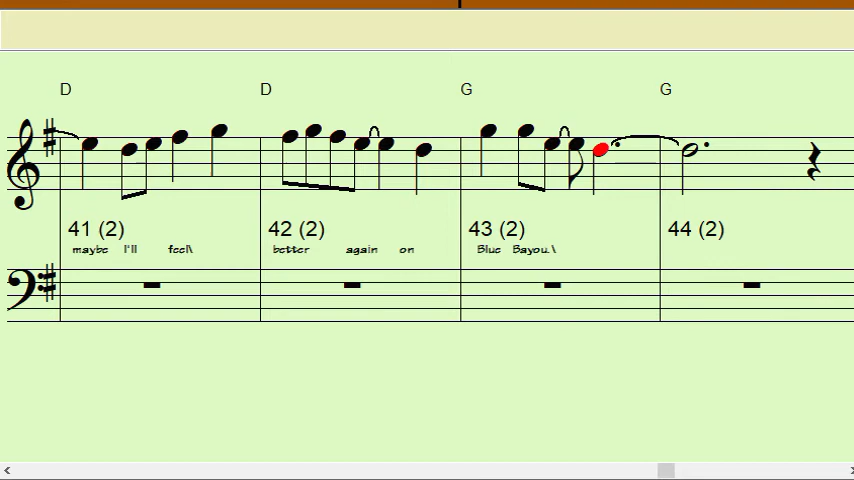 D D G G
41 (2) 42 (2) 43 (2) 44 (2)
maybe I'll feel\ better again on Blue Bayou.\